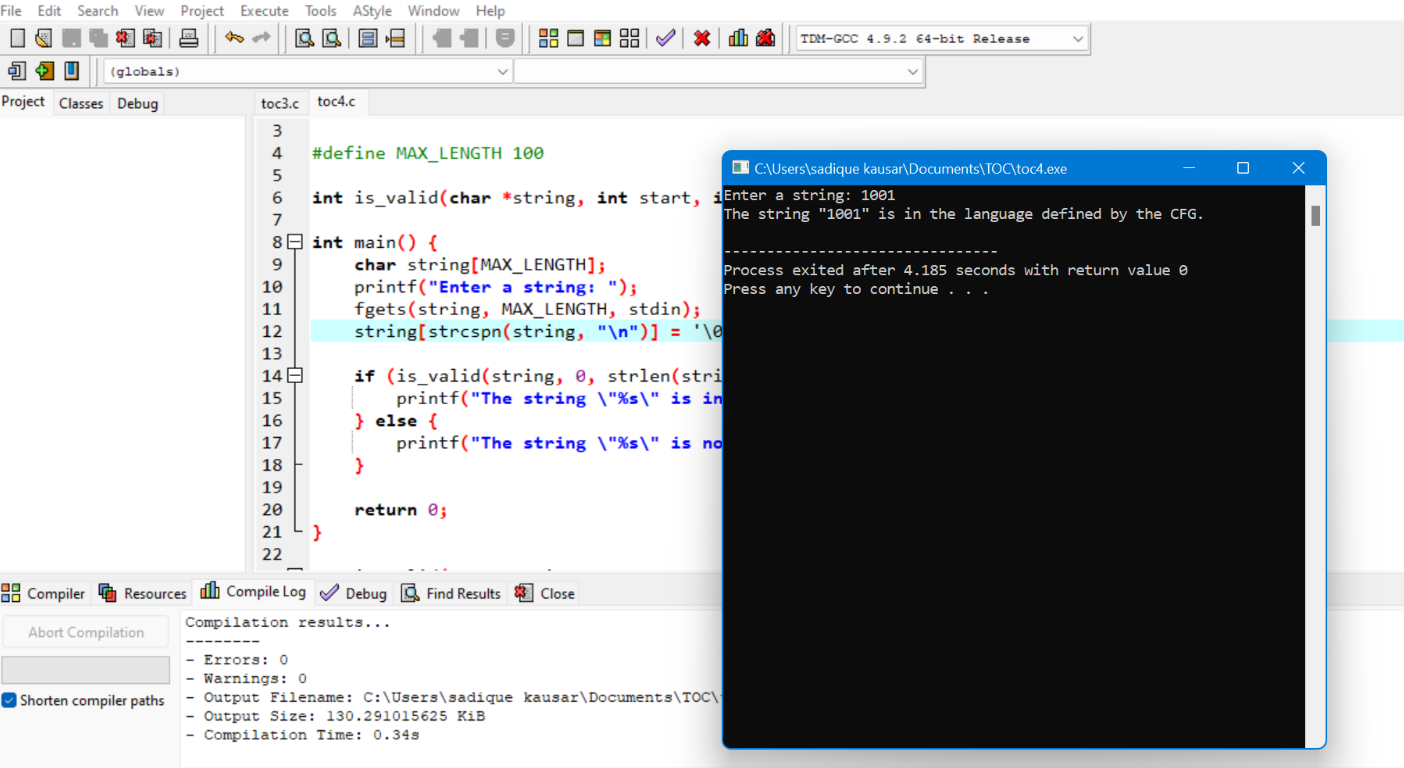 File Edit Search View Project Execute Tools AStyle Window Help
TDM-GCC 4.9.2 64-bit Release
(globals)
Project Classes Debug
toc3.c toc4.c
3
4 #define MAX_LENGTH 100
5
6 int is_valid(char *string, int start, i
7
8 int main() {
9 char string[MAX_LENGTH];
10 printf("Enter a string: ");
11 fgets(string, MAX_LENGTH, stdin);
12 string[strcspn(string, "\n")] = '\0
13
14 if (is_valid(string, 0, strlen(stri
15 printf("The string \"%s\" is in
16 } else {
17 printf("The string \"%s\" is no
18 }
19
20 return 0;
21 }
22
C:\Users\sadique kausar\Documents\TOC\toc4.exe
Enter a string: 1001
The string "1001" is in the language defined by the CFG.
--------------------------------
Process exited after 4.185 seconds with return value 0
Press any key to continue . . .
Compiler Resources Compile Log Debug Find Results Close
Abort Compilation
Shorten compiler paths
Compilation results...
--------
- Errors: 0
- Warnings: 0
- Output Filename: C:\Users\sadique kausar\Documents\TOC\
- Output Size: 130.291015625 KiB
- Compilation Time: 0.34s